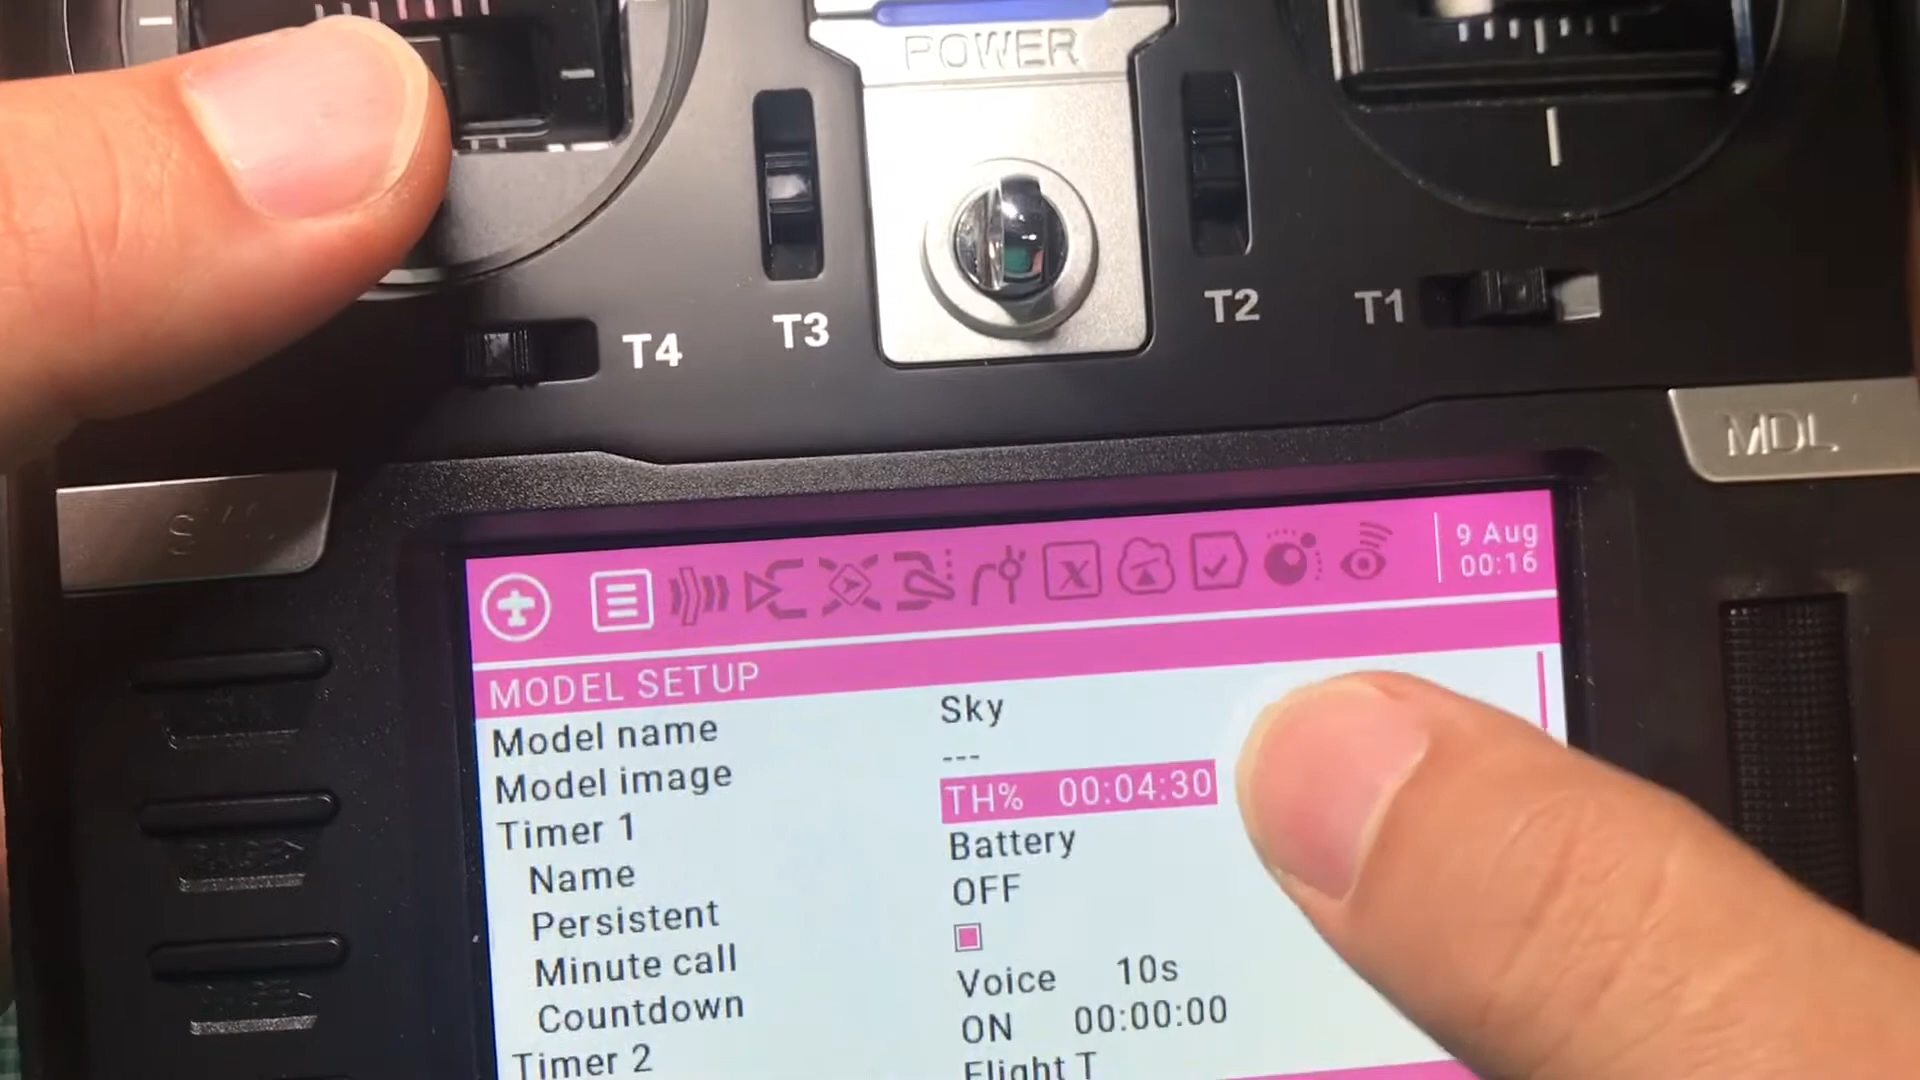 POWER
T4
T3
T2
T1
MDL
9 Aug
00:16
MODEL SETUP
Model name Sky
Model image ---
Timer 1 TH% 00:04:30
Name Battery
Persistent OFF
Minute call
Countdown Voice 10s
Timer 2 ON 00:00:00
Flight T